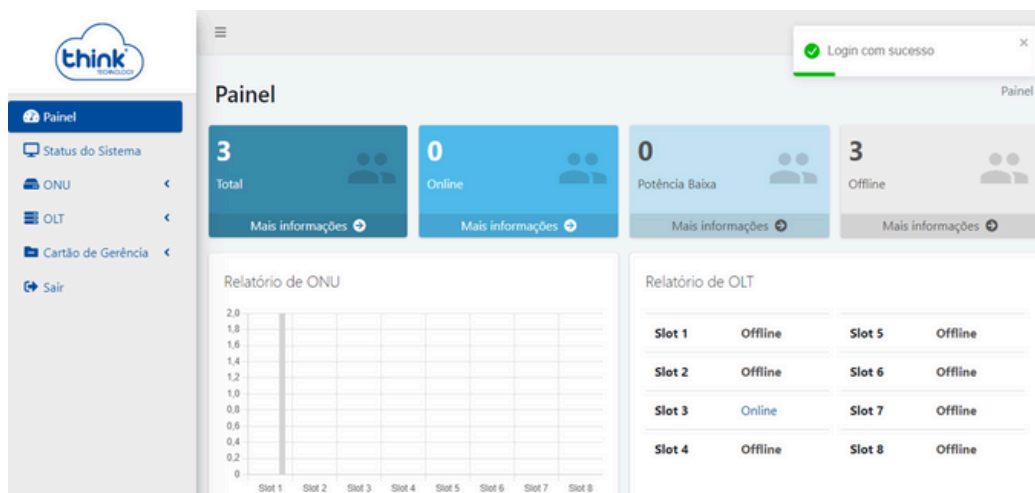 think
TECHNOLOGY
Login com sucesso
Painel
Painel
Painel
Status do Sistema
ONU
OLT
Cartão de Gerência
Sair
3
Total
Mais informações
0
Online
Mais informações
0
Potência Baixa
Mais informações
3
Offline
Mais informações
Relatório de ONU
2,0
1,8
1,6
1,4
1,2
1,0
0,8
0,6
0,4
0,2
0
Slot 1 Slot 2 Slot 3 Slot 4 Slot 5 Slot 6 Slot 7 Slot 8
Relatório de OLT
Slot 1 Offline Slot 5 Offline
Slot 2 Offline Slot 6 Offline
Slot 3 Online Slot 7 Offline
Slot 4 Offline Slot 8 Offline